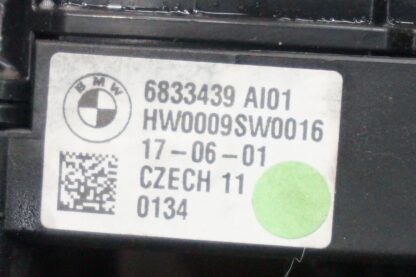 BMW
6833439 AI01
HW0009SW0016
17-06-01
CZECH 11
0134